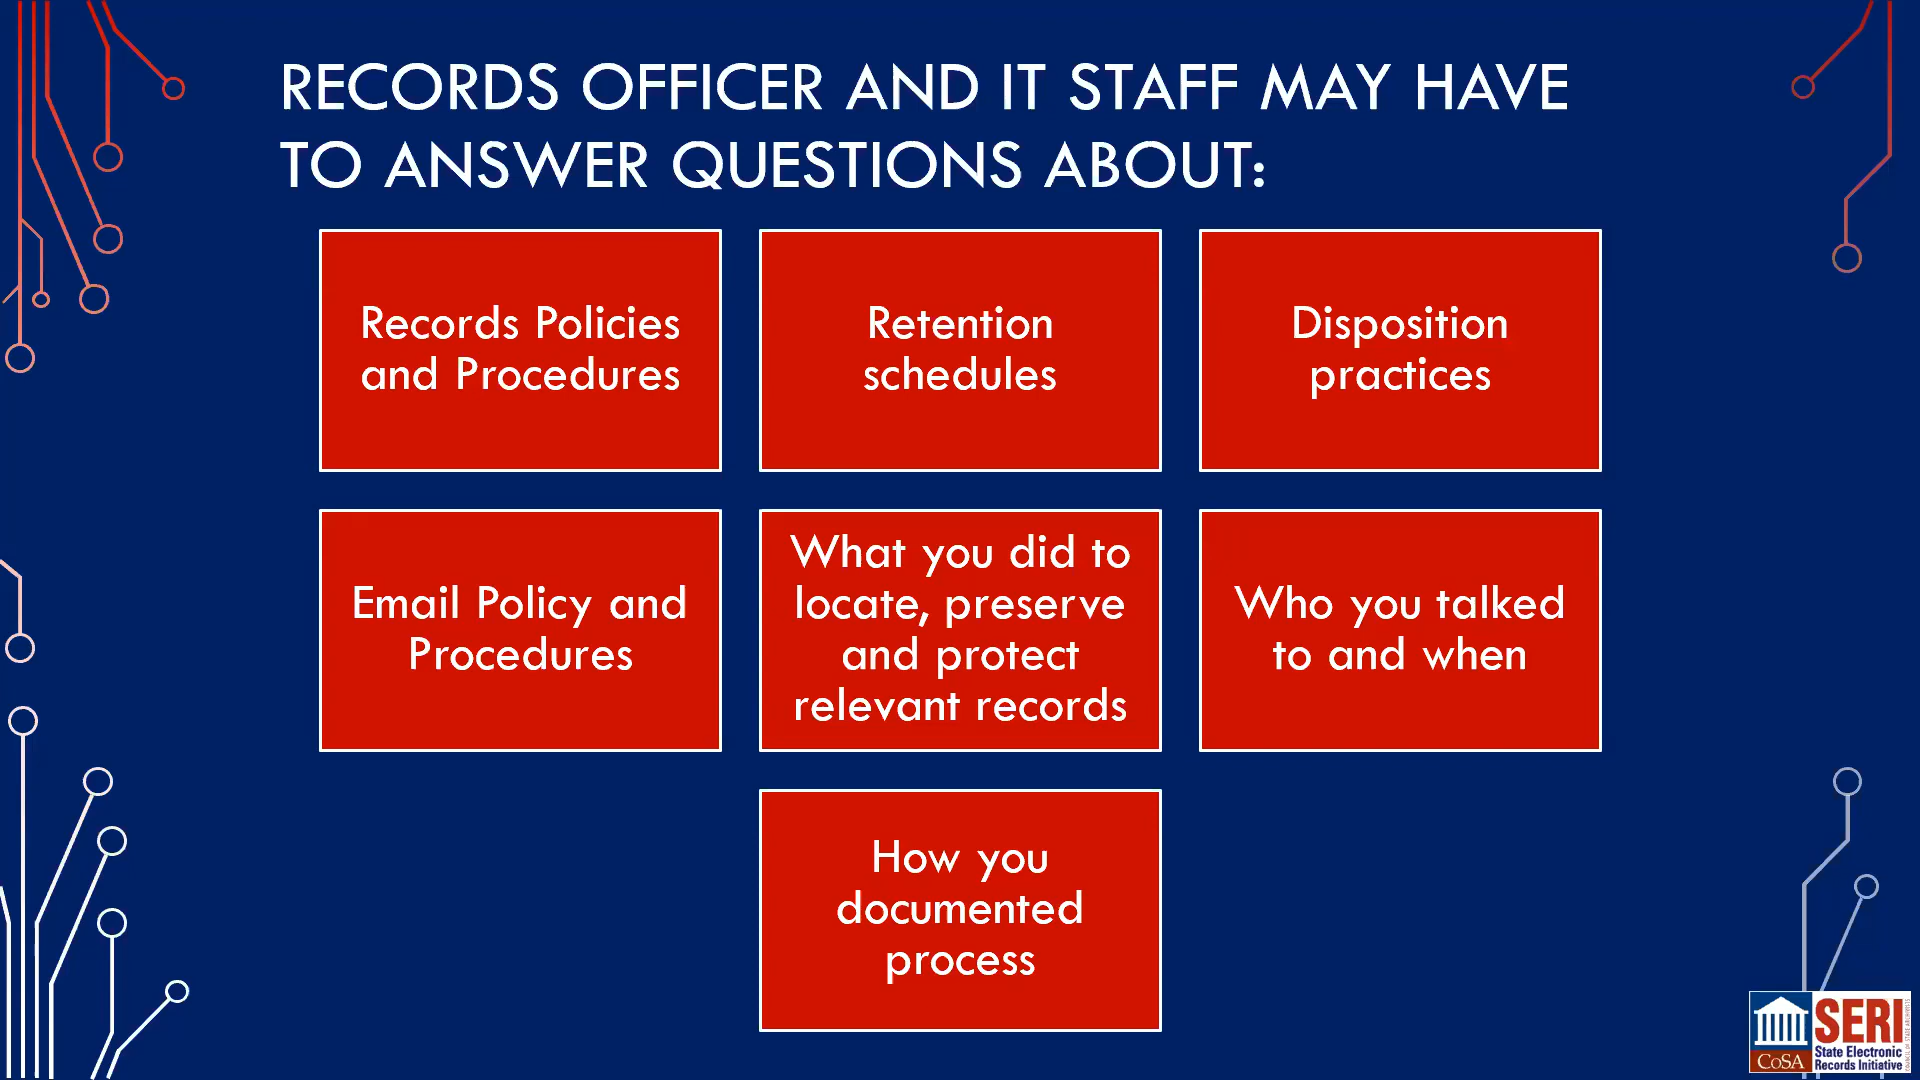 RECORDS OFFICER AND IT STAFF MAY HAVE
TO ANSWER QUESTIONS ABOUT:
Records Policies
and Procedures
Retention
schedules
Disposition
practices
Email Policy and
Procedures
What you did to
locate, preserve
and protect
relevant records
Who you talked
to and when
How you
documented
process
CoSA
SERI
State Electronic
Records Initiative